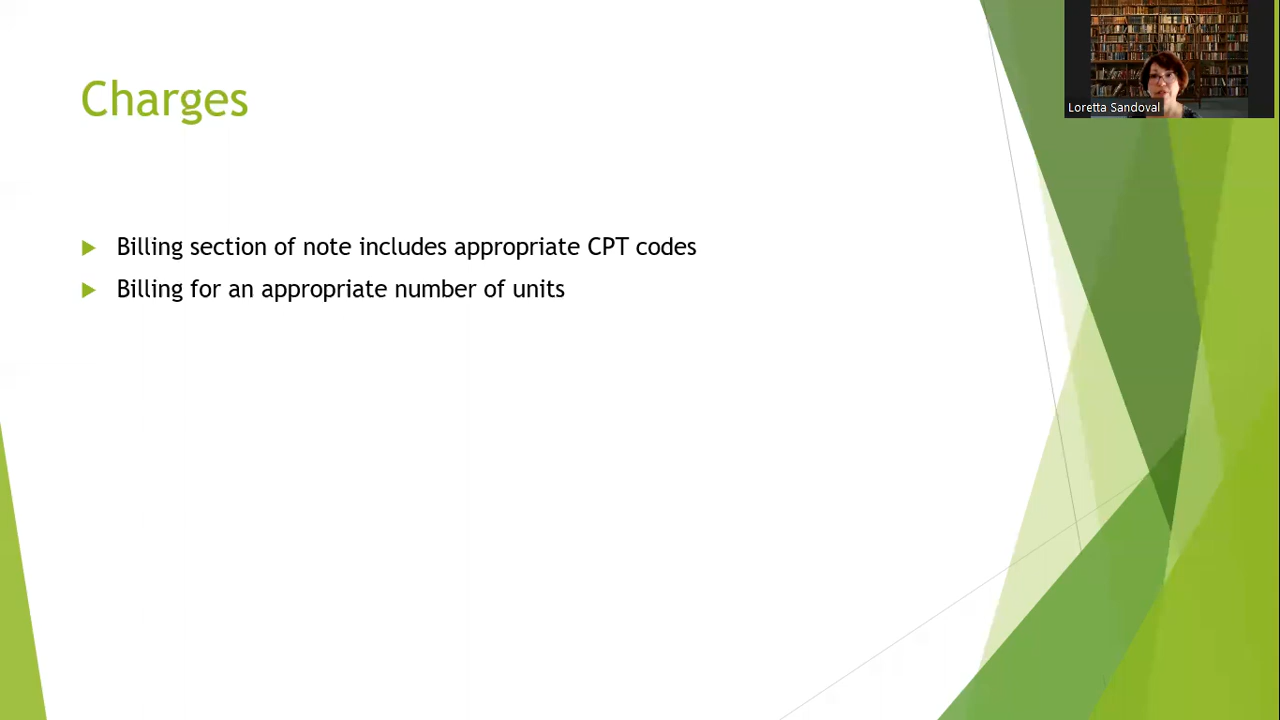 Charges
Billing section of note includes appropriate CPT codes
Billing for an appropriate number of units
Loretta Sandoval